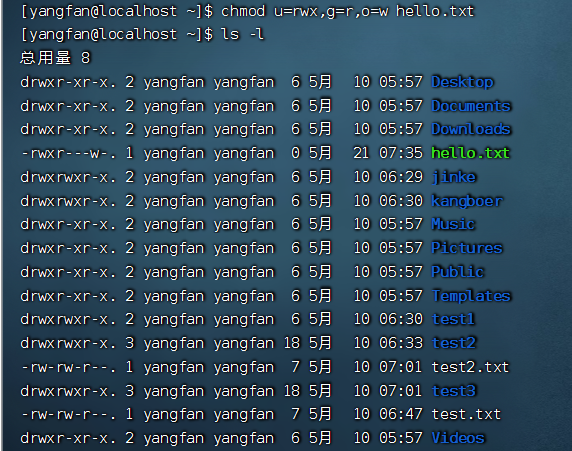 [yangfan@localhost ~]$ chmod u=rwx,g=r,o=w hello.txt
[yangfan@localhost ~]$ ls -l
总用量 8
drwxr-xr-x. 2 yangfan yangfan  6 5月  10 05:57 Desktop
drwxr-xr-x. 2 yangfan yangfan  6 5月  10 05:57 Documents
drwxr-xr-x. 2 yangfan yangfan  6 5月  10 05:57 Downloads
-rwxr---w-. 1 yangfan yangfan  0 5月  21 07:35 hello.txt
drwxrwxr-x. 2 yangfan yangfan  6 5月  10 06:29 jinke
drwxrwxr-x. 2 yangfan yangfan  6 5月  10 06:30 kangboer
drwxr-xr-x. 2 yangfan yangfan  6 5月  10 05:57 Music
drwxr-xr-x. 2 yangfan yangfan  6 5月  10 05:57 Pictures
drwxr-xr-x. 2 yangfan yangfan  6 5月  10 05:57 Public
drwxr-xr-x. 2 yangfan yangfan  6 5月  10 05:57 Templates
drwxrwxr-x. 2 yangfan yangfan  6 5月  10 06:30 test1
drwxrwxr-x. 3 yangfan yangfan 18 5月  10 06:33 test2
-rw-rw-r--. 1 yangfan yangfan  7 5月  10 07:01 test2.txt
drwxrwxr-x. 3 yangfan yangfan 18 5月  10 07:01 test3
-rw-rw-r--. 1 yangfan yangfan  7 5月  10 06:47 test.txt
drwxr-xr-x. 2 yangfan yangfan  6 5月  10 05:57 Videos